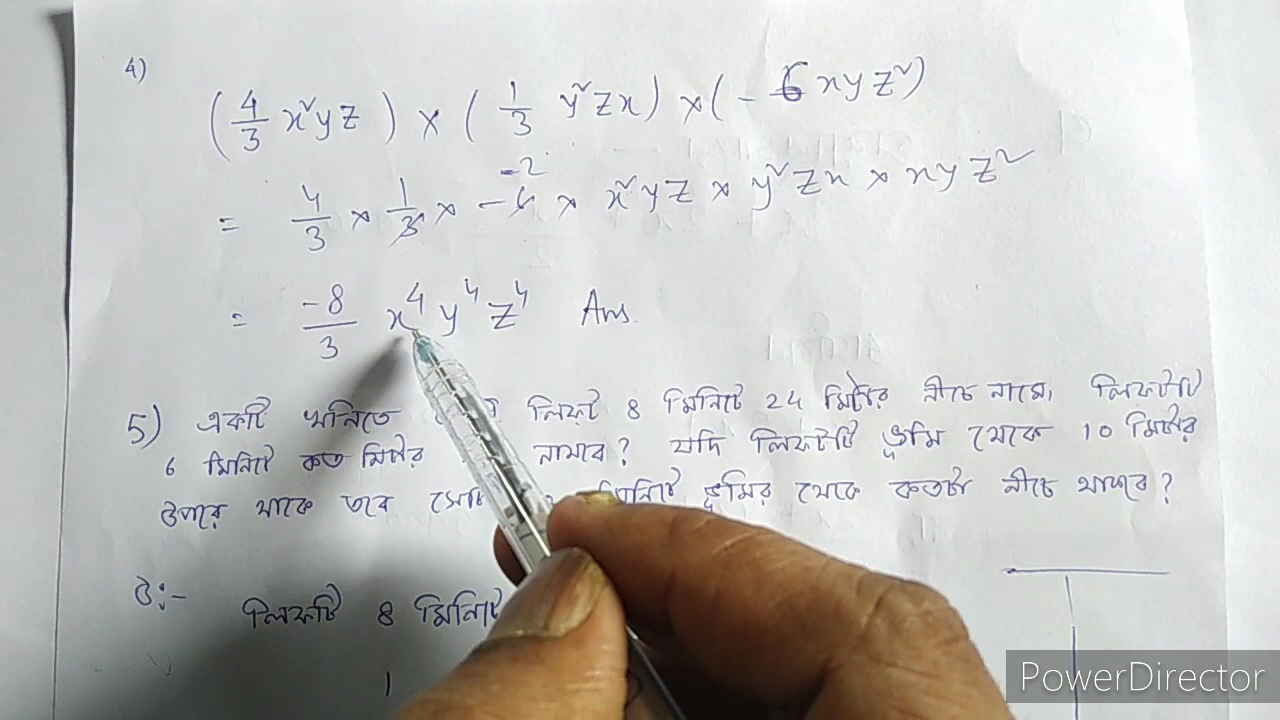 4)
(4/3 x²yz) × (1/3 y²zx) × (- 6xyz²)
-2
= 4/3 × 1/3 × -6 × x²yz × y²zx × xyz²
= -8/3 x⁴y⁴z⁴ Ans.
5) একটি খনিতে লিফ্ট 8 মিনিটে 24 মিটার নীচে নামে। লিফটটি
6 মিনিটে কত মিটার নামবে? যদি লিফটটি ভূমি থেকে 10 মিটার
উপরে থাকে তবে মিনিটে ভূমির থেকে কতটা নীচে থাকবে?
উ:-
লিফটি 8 মিনিটে
1
PowerDirector